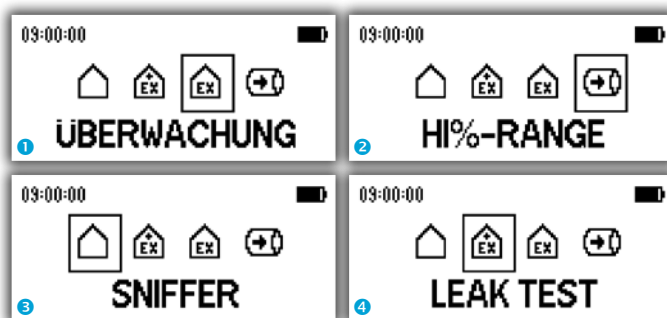 09:00:00
EX EX
ÜBERWACHUNG
1
09:00:00
EX EX
HI%-RANGE
2
09:00:00
EX EX
SNIFFER
3
09:00:00
EX EX
LEAK TEST
4